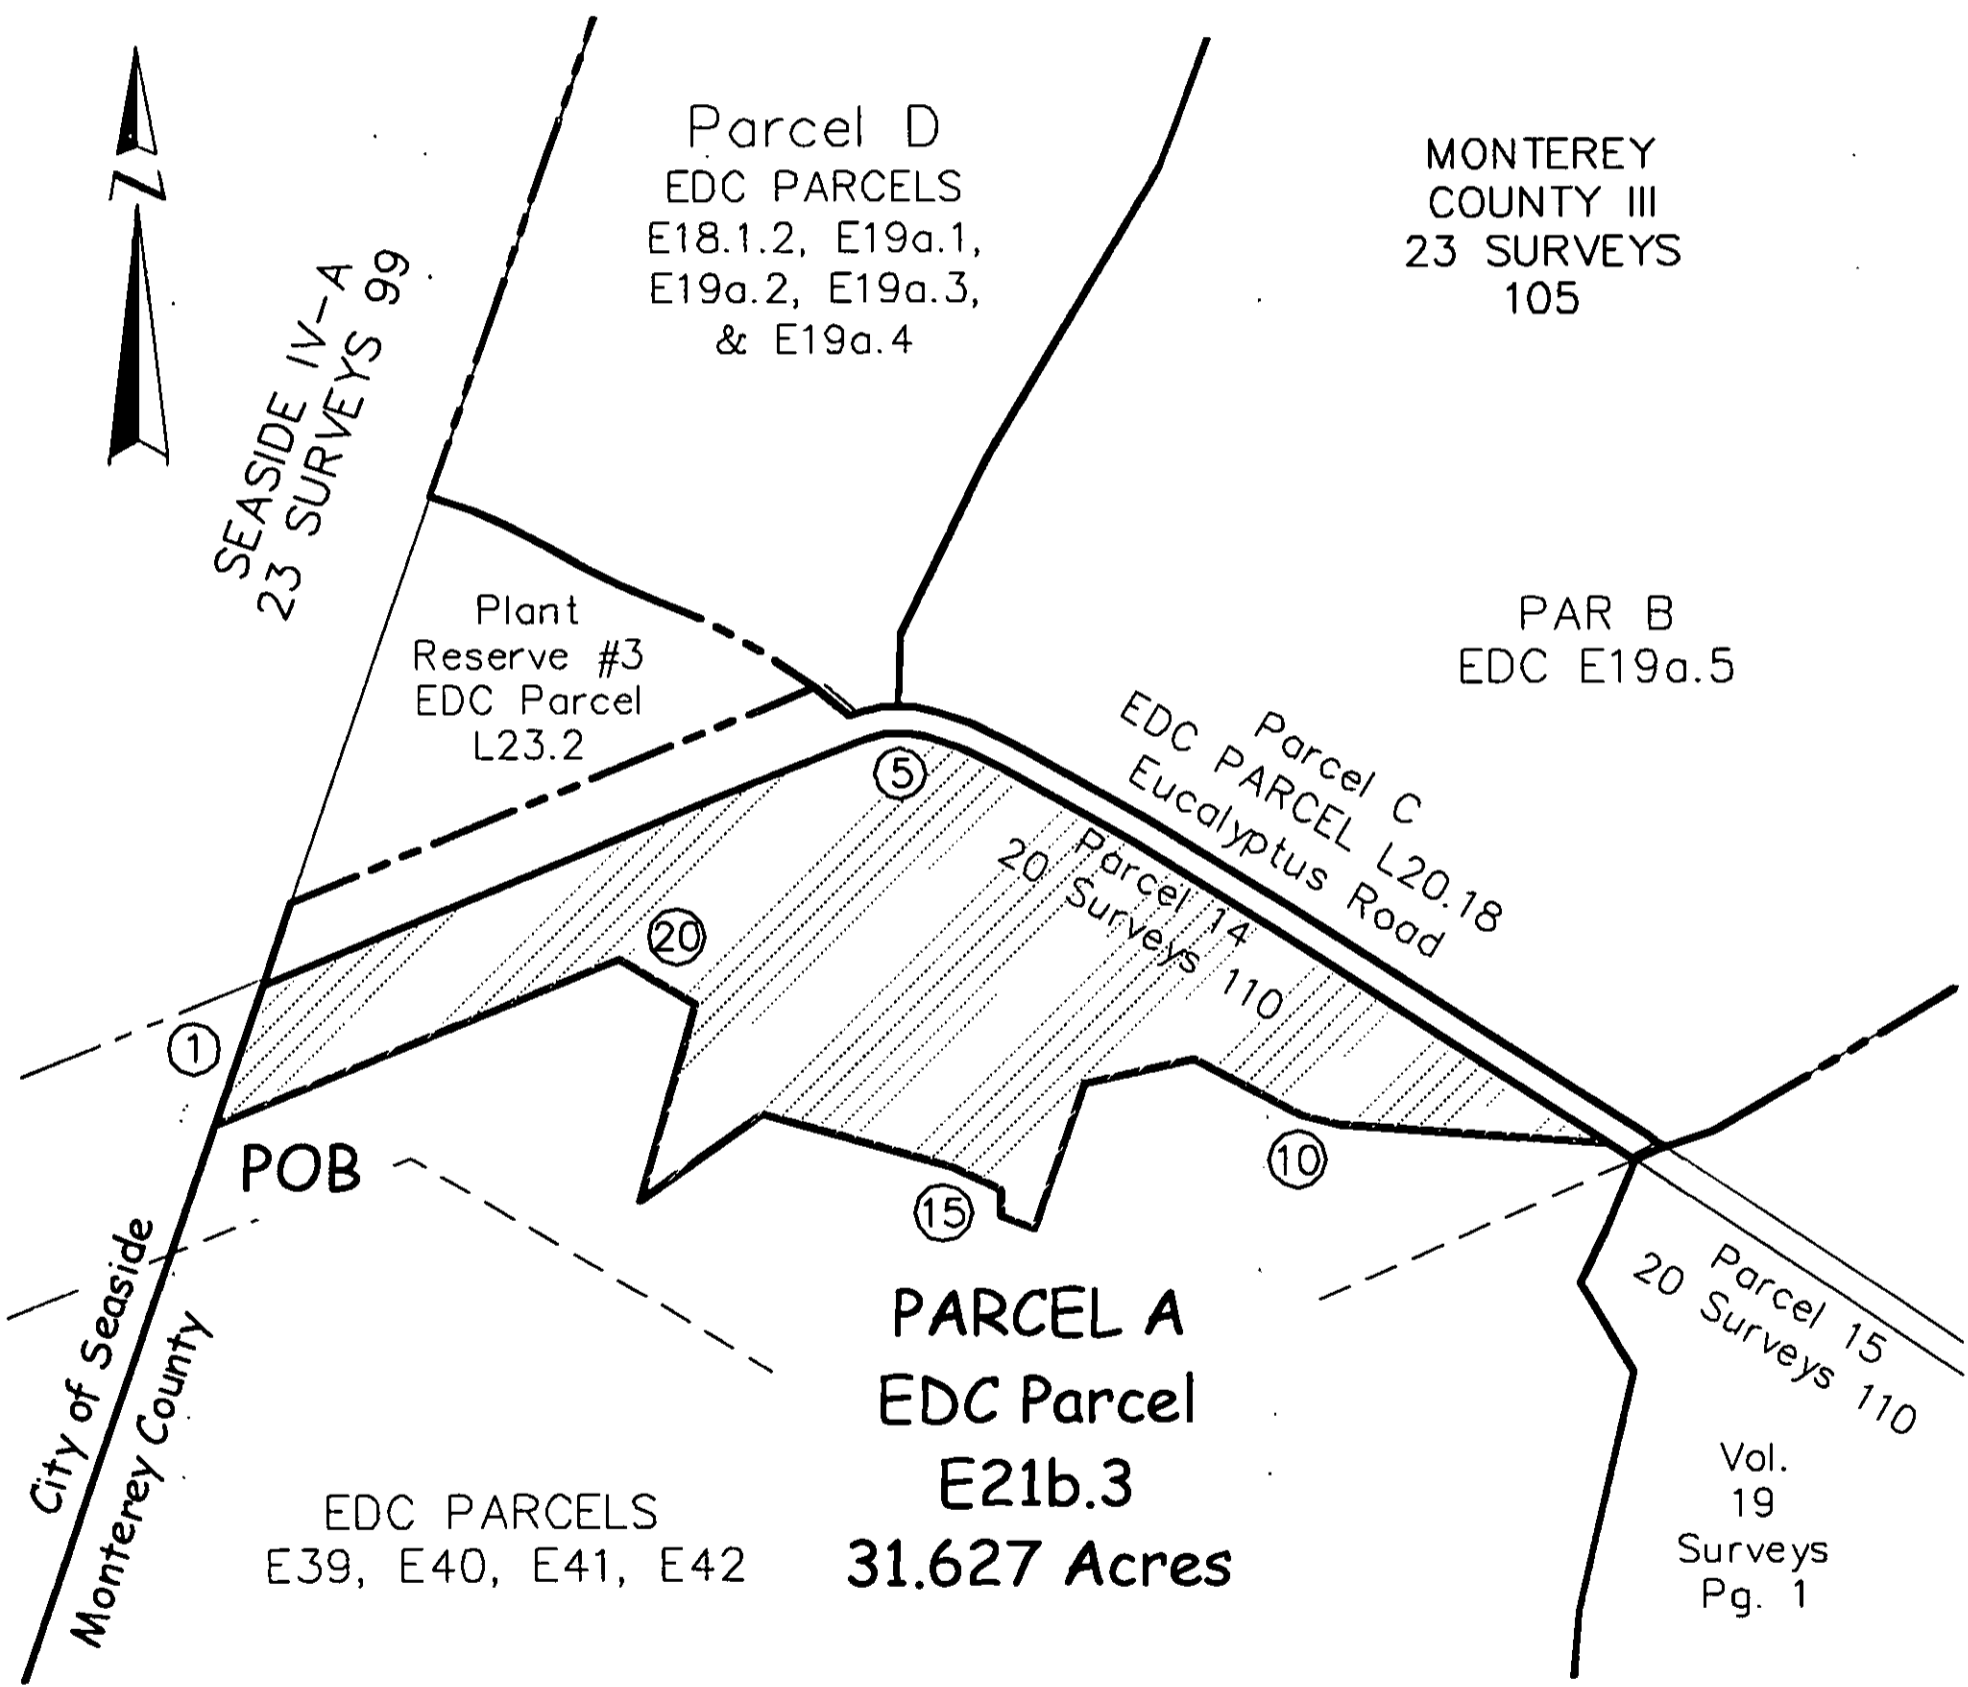 N
Parcel D
EDC PARCELS
E18.1.2, E19a.1,
E19a.2, E19a.3,
& E19a.4
MONTEREY
COUNTY III
23 SURVEYS
105
SEASIDE IV-A
23 SURVEYS 99
Plant
Reserve #3
EDC Parcel
L23.2
PAR B
EDC E19a.5
Parcel C
EDC PARCEL L20.18
Eucalyptus Road
5
Parcel 14
20 Surveys 110
20
1
POB
10
15
City of Seaside
Monterey County
PARCEL A
EDC Parcel
E21b.3
31.627 Acres
Parcel 15
20 Surveys 110
EDC PARCELS
E39, E40, E41, E42
Vol.
19
Surveys
Pg. 1